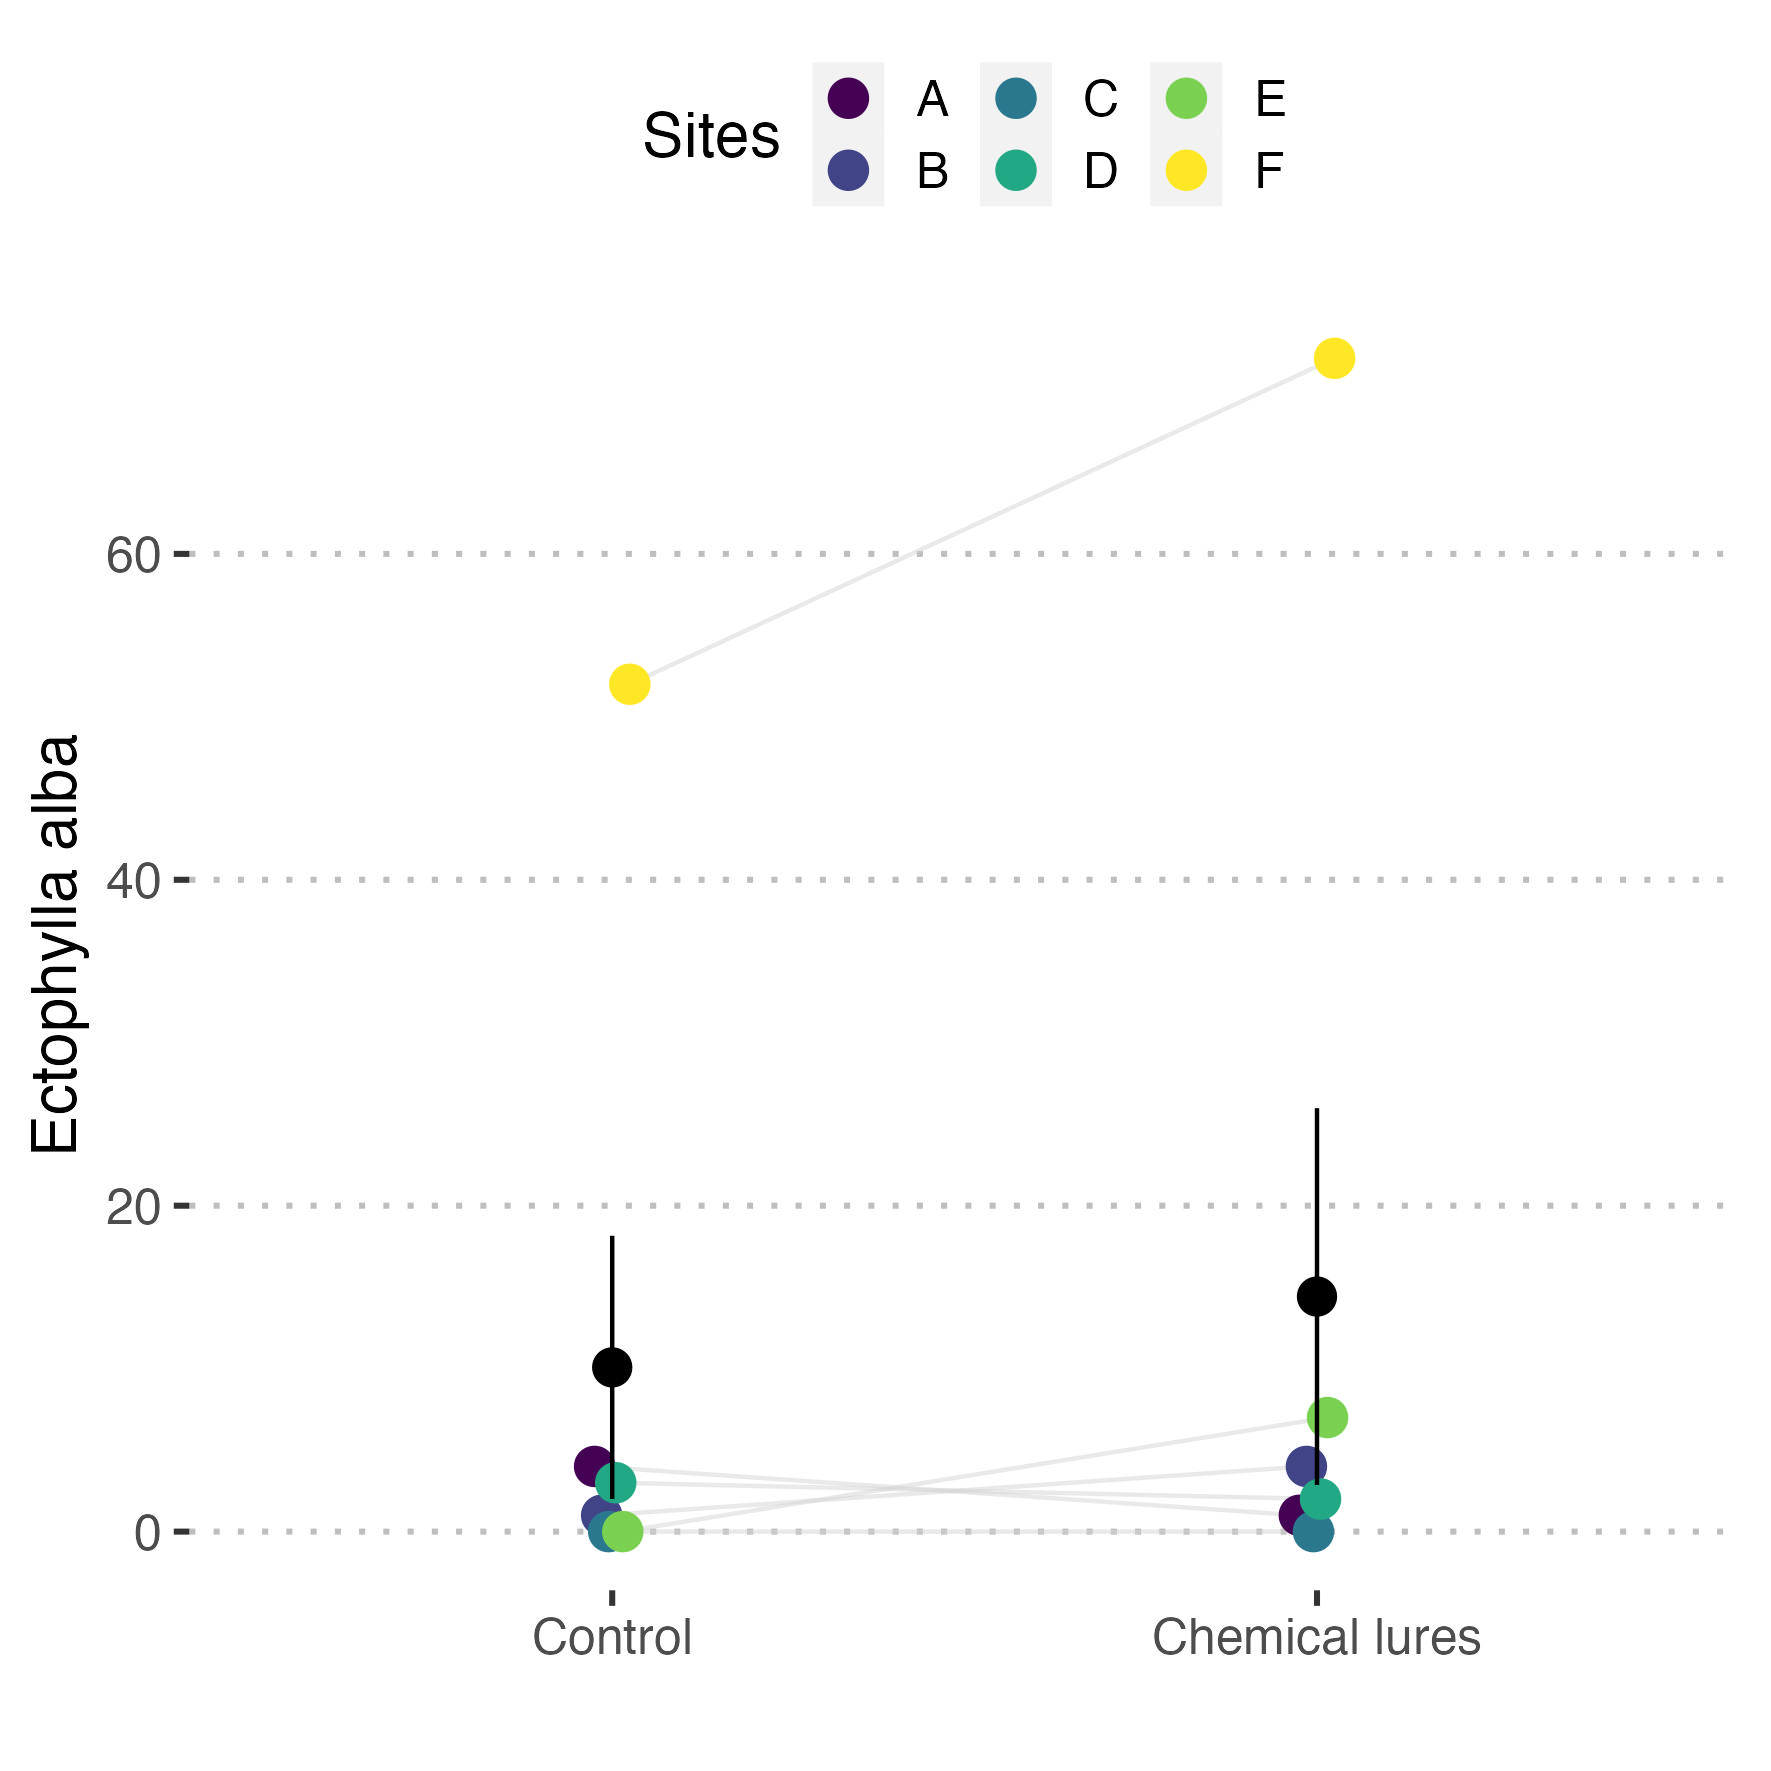 Sites
A
C
E
B
D
F
Ectophylla alba
60
40
20
0
Control
Chemical lures